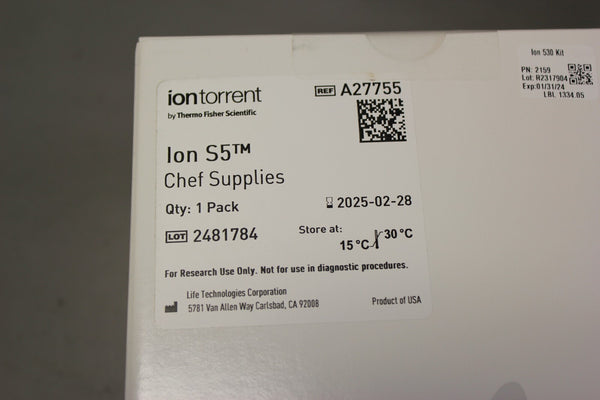 iontorrent
by Thermo Fisher Scientific
REF A27755
Ion S5™
Chef Supplies
Qty: 1 Pack
2025-02-28
LOT 2481784
Store at:
15 °C
30 °C
For Research Use Only. Not for use in diagnostic procedures.
Life Technologies Corporation
5781 Van Allen Way Carlsbad, CA 92008
Product of USA
Ion 530 Kit
PN: 2159
Lot: R2317904
Exp:01/31/24
LBL 1334.05